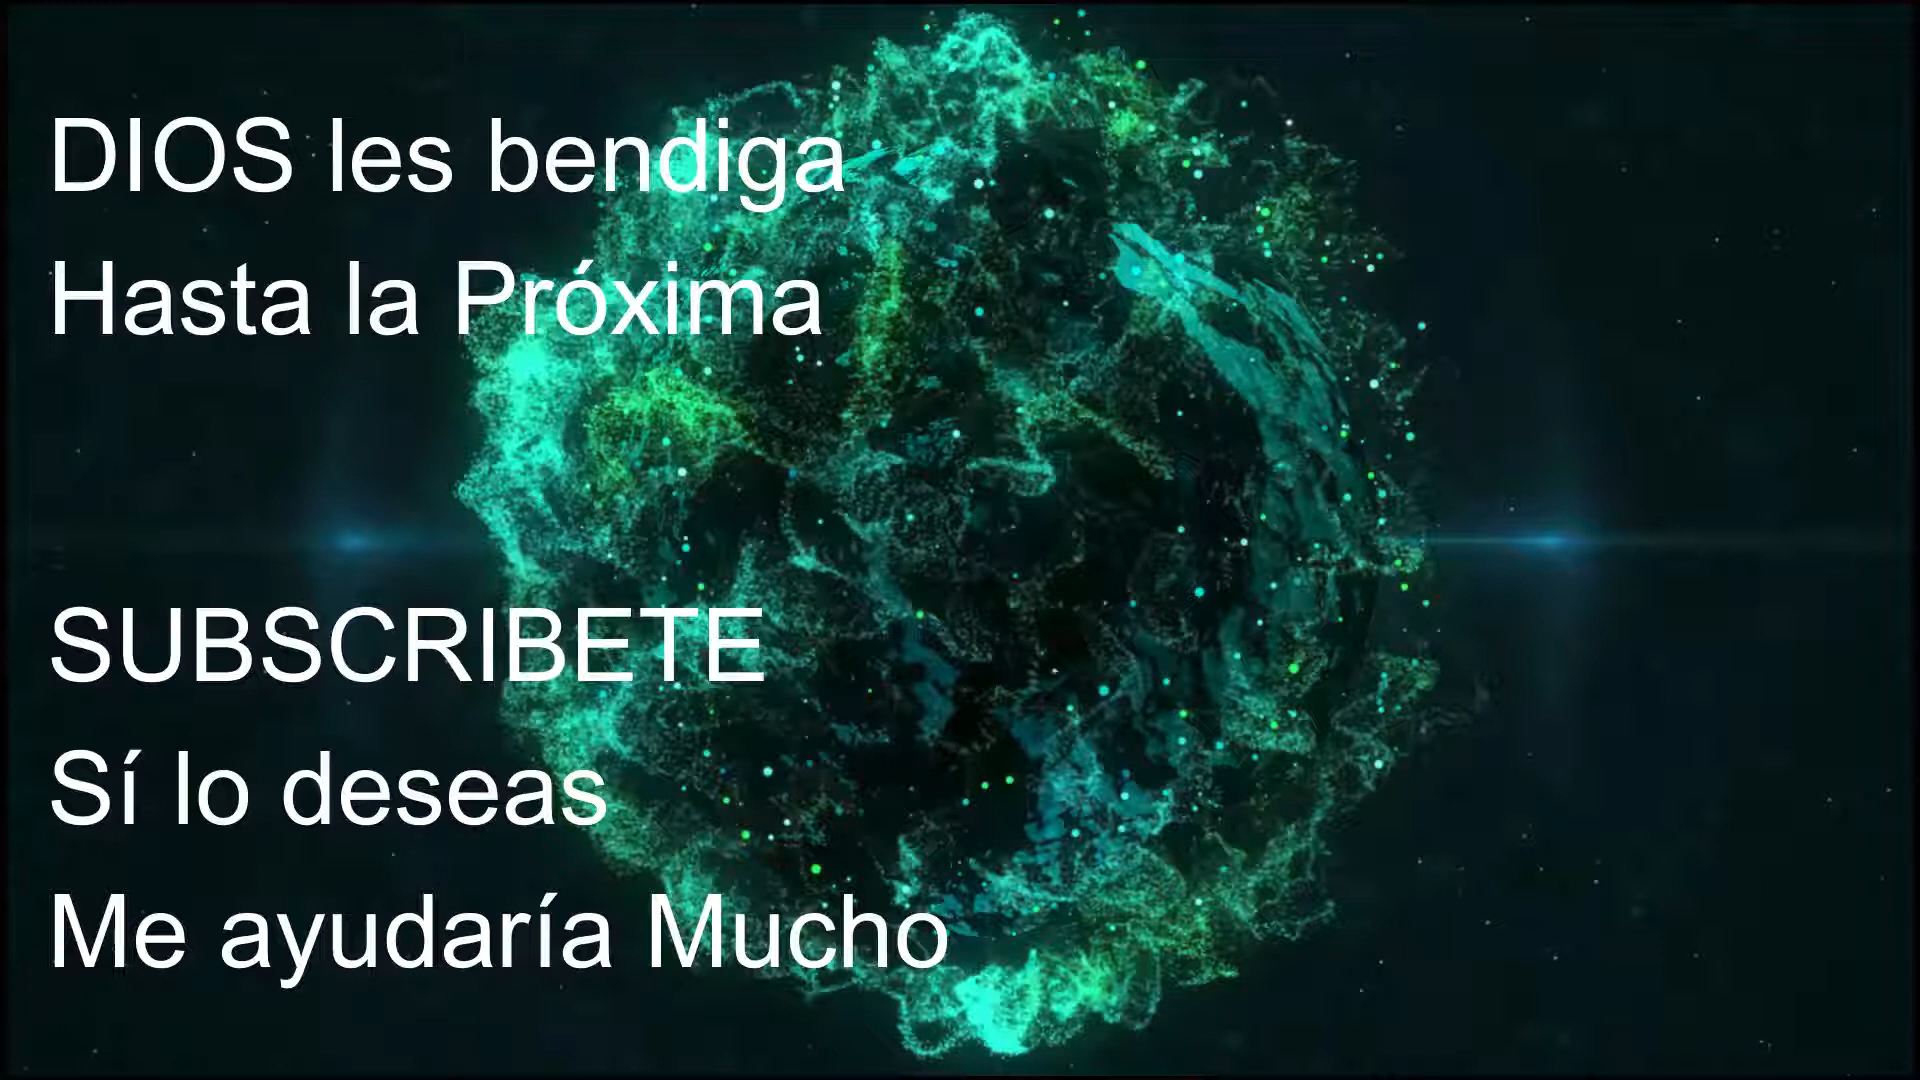 DIOS les bendiga
Hasta la Próxima
SUBSCRIBETE
Sí lo deseas
Me ayudaría Mucho